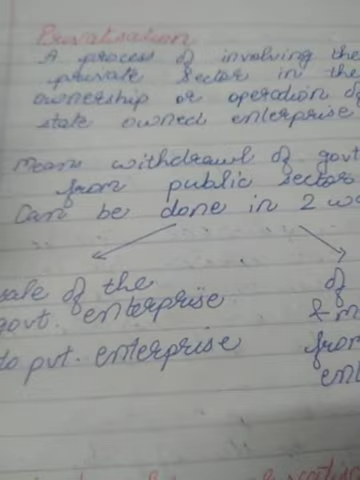 Privatisation
A process of involving the
private sector in the
ownership or operation of
state owned enterprise
Means withdrawl of govt
from public sectors
Can be done in 2 wa
sale of the
govt. enterprise
to pvt. enterprise
of
& m
from
ent